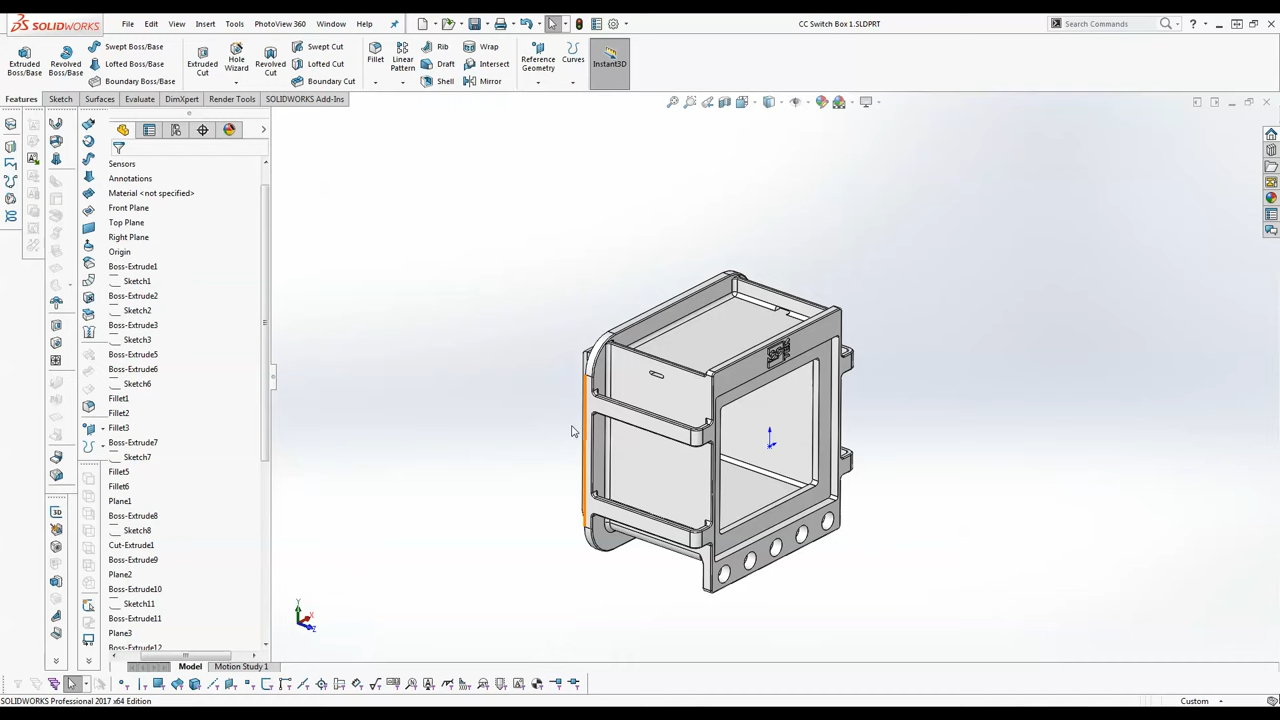 SOLIDWORKS File Edit View Insert Tools PhotoView 360 Window Help CC Switch Box 1.SLDPRT Search Commands
Extruded Boss/Base Revolved Boss/Base Swept Boss/Base Lofted Boss/Base Boundary Boss/Base Extruded Cut Hole Wizard Revolved Cut Swept Cut Lofted Cut Boundary Cut Fillet Linear Pattern Rib Draft Shell Wrap Intersect Mirror Reference Geometry Curves Instant3D
Features Sketch Surfaces Evaluate DimXpert Render Tools SOLIDWORKS Add-Ins
Sensors
Annotations
Material <not specified>
Front Plane
Top Plane
Right Plane
Origin
Boss-Extrude1
Sketch1
Boss-Extrude2
Sketch2
Boss-Extrude3
Sketch3
Boss-Extrude5
Boss-Extrude6
Sketch6
Fillet1
Fillet2
Fillet3
Boss-Extrude7
Sketch7
Fillet5
Fillet6
Plane1
Boss-Extrude8
Sketch8
Cut-Extrude1
Boss-Extrude9
Plane2
Boss-Extrude10
Sketch11
Boss-Extrude11
Plane3
Boss-Extrude12
Y
X
Z
Model Motion Study 1
SOLIDWORKS Professional 2017 x64 Edition Custom